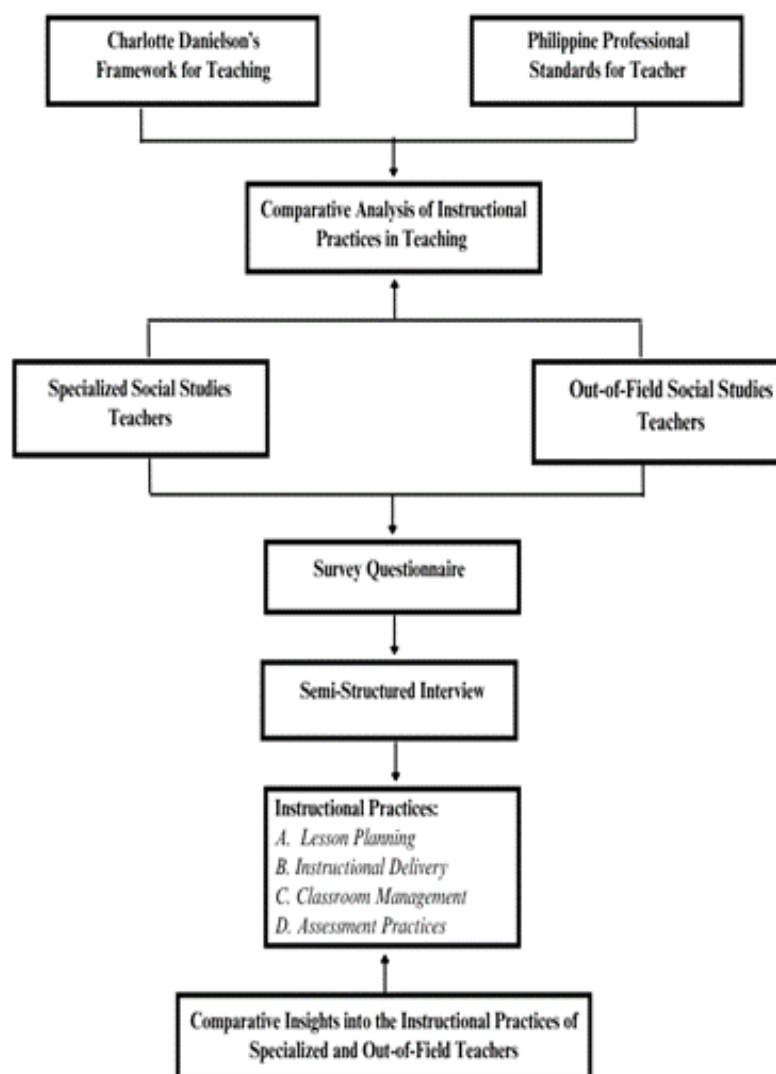 Charlotte Danielson's
Framework for Teaching
Philippine Professional
Standards for Teacher
Comparative Analysis of Instructional
Practices in Teaching
Specialized Social Studies
Teachers
Out-of-Field Social Studies
Teachers
Survey Questionnaire
Semi-Structured Interview
Instructional Practices:
A. Lesson Planning
B. Instructional Delivery
C. Classroom Management
D. Assessment Practices
Comparative Insights into the Instructional Practices of
Specialized and Out-of-Field Teachers